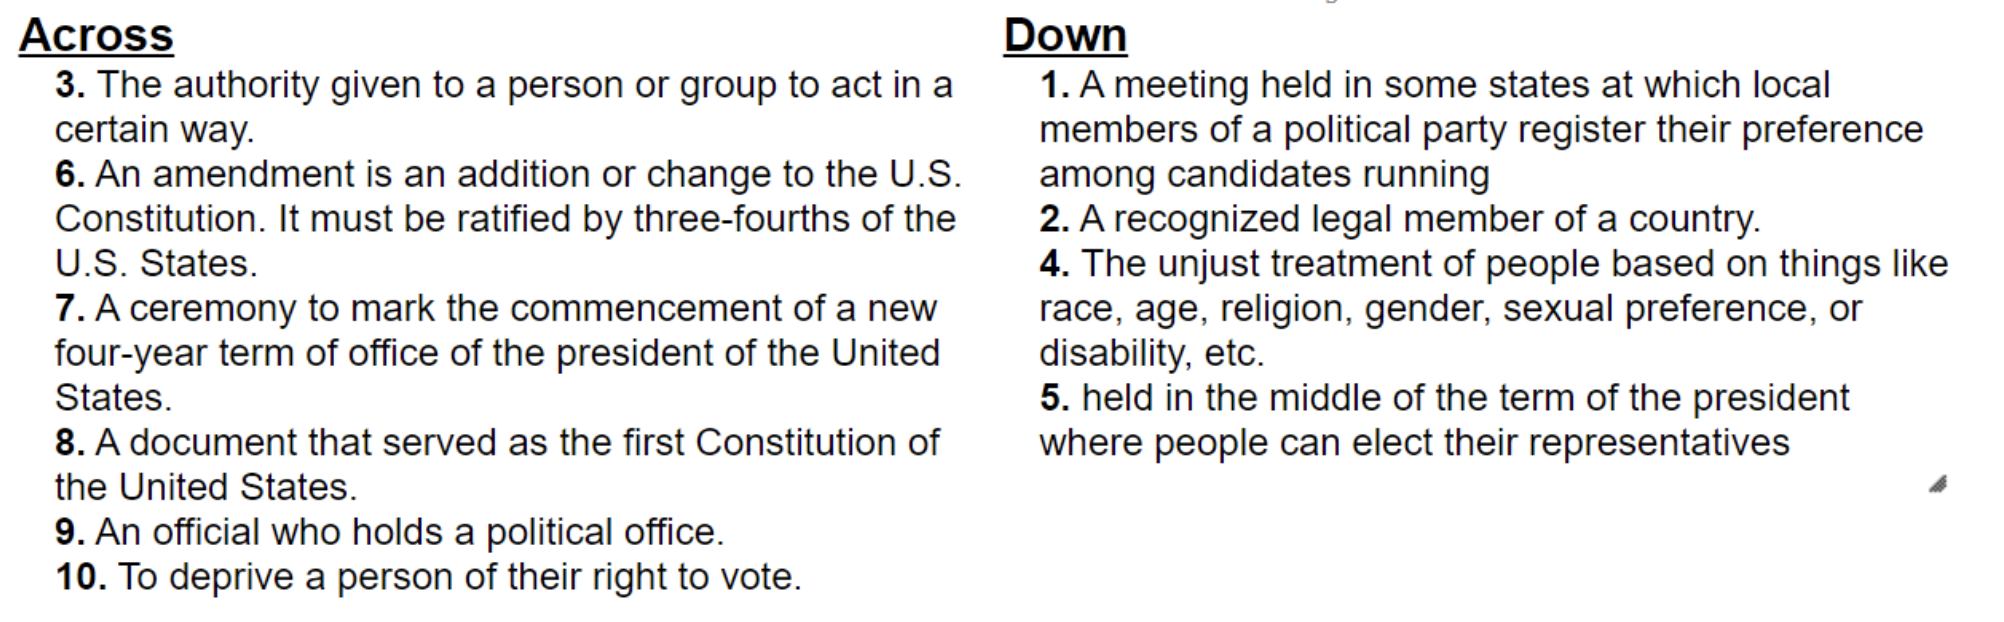 Across
3. The authority given to a person or group to act in a
certain way.
6. An amendment is an addition or change to the U.S.
Constitution. It must be ratified by three-fourths of the
U.S. States.
7. A ceremony to mark the commencement of a new
four-year term of office of the president of the United
States.
8. A document that served as the first Constitution of
the United States.
9. An official who holds a political office.
10. To deprive a person of their right to vote.
Down
1. A meeting held in some states at which local
members of a political party register their preference
among candidates running
2. A recognized legal member of a country.
4. The unjust treatment of people based on things like
race, age, religion, gender, sexual preference, or
disability, etc.
5. held in the middle of the term of the president
where people can elect their representatives